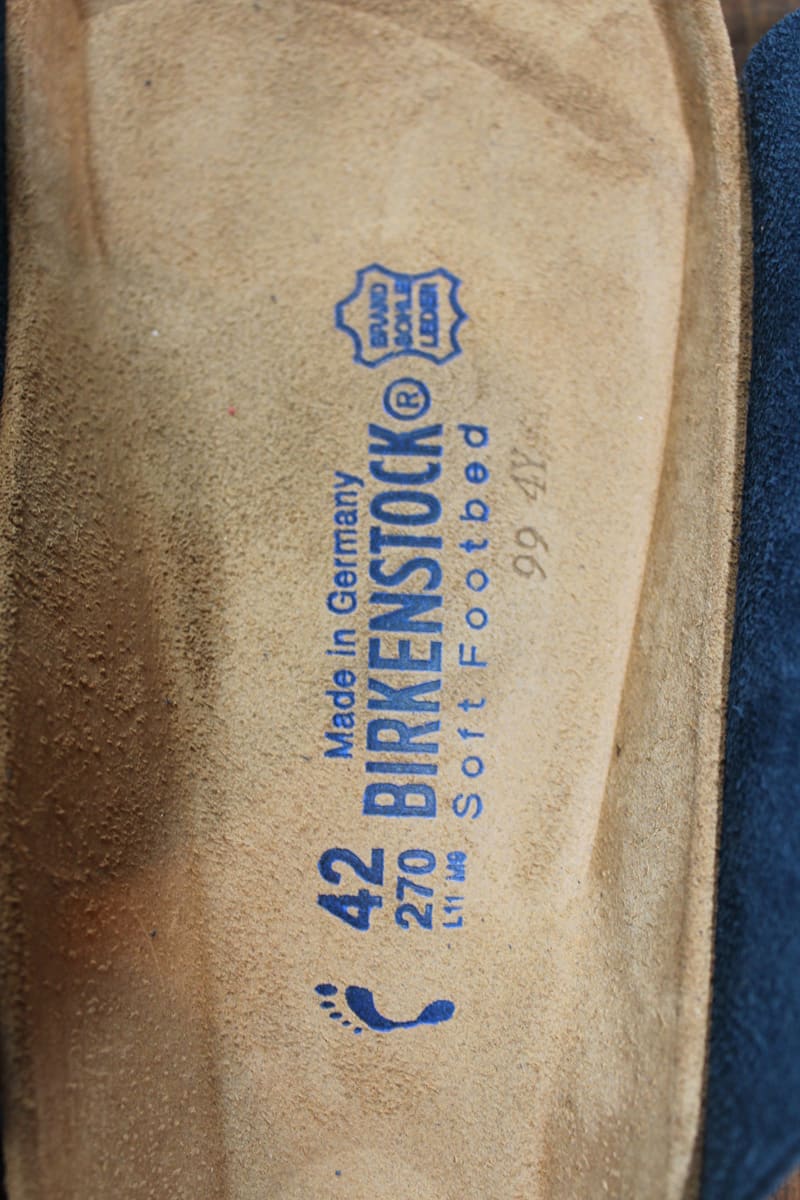 42
270
L11 M9
Made in Germany
BIRKENSTOCK®
Soft Footbed
99 4Y
BRAND
SOHLE
LEDER